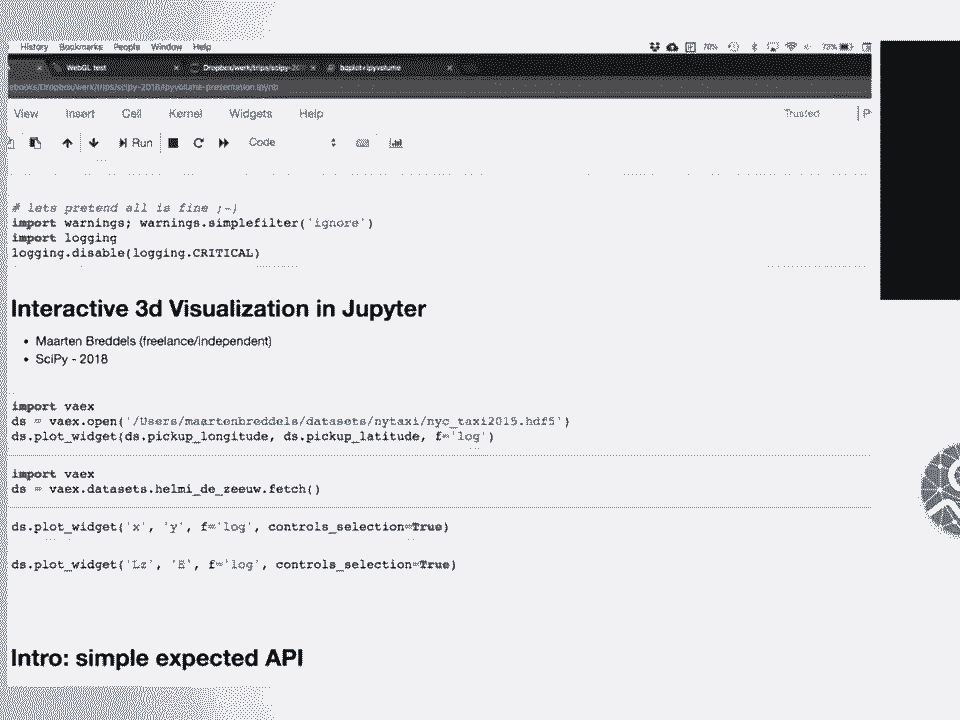 History Bookmarks People Window Help 70% 73%
WebGL test Dropbox/werk/trips/scipy-20 bqplot-ipyvolume
ebooks/Dropbox/werk/trips/scipy-2018/ipyvolume-presentation.ipynb
View Insert Cell Kernel Widgets Help Trusted
Run Code
# lets pretend all is fine ;-)
import warnings; warnings.simplefilter('ignore')
import logging
logging.disable(logging.CRITICAL)
Interactive 3d Visualization in Jupyter
• Maarten Breddels (freelance/independent)
• SciPy - 2018
import vaex
ds = vaex.open('/Users/maartenbreddels/datasets/nytaxi/nyc_taxi2015.hdf5')
ds.plot_widget(ds.pickup_longitude, ds.pickup_latitude, f='log')
import vaex
ds = vaex.datasets.helmi_de_zeeuw.fetch()
ds.plot_widget('x', 'y', f='log', controls_selection=True)
ds.plot_widget('Lz', 'E', f='log', controls_selection=True)
Intro: simple expected API